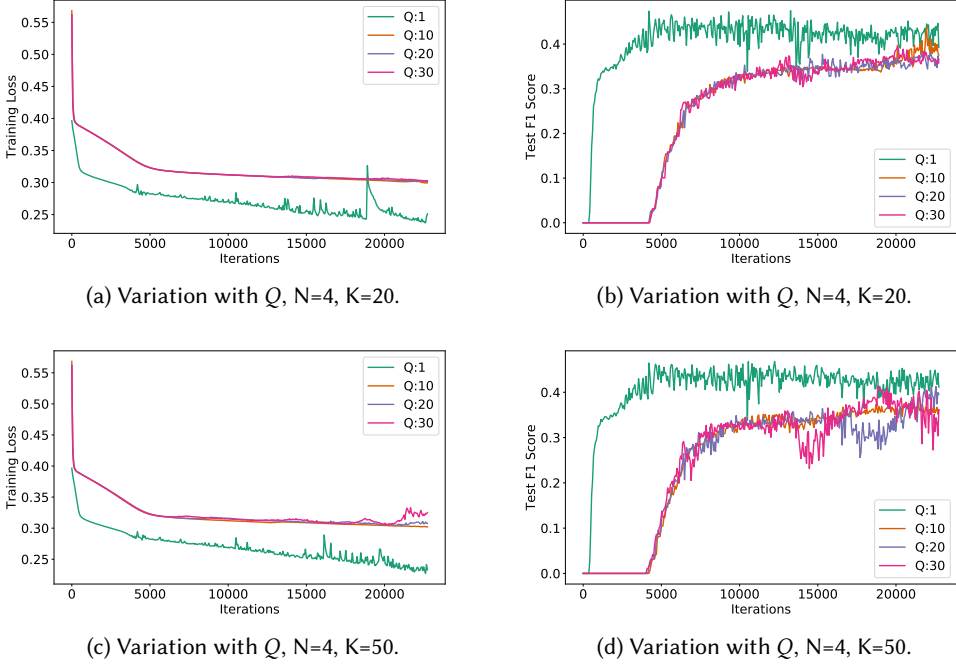 0.55
0.50
0.45
0.40
0.35
0.30
0.25
Training Loss
0 5000 10000 15000 20000
Iterations
Q:1
Q:10
Q:20
Q:30
(a) Variation with Q, N=4, K=20.
0.4
0.3
0.2
0.1
0.0
Test F1 Score
0 5000 10000 15000 20000
Iterations
Q:1
Q:10
Q:20
Q:30
(b) Variation with Q, N=4, K=20.
0.55
0.50
0.45
0.40
0.35
0.30
0.25
Training Loss
0 5000 10000 15000 20000
Iterations
Q:1
Q:10
Q:20
Q:30
(c) Variation with Q, N=4, K=50.
0.4
0.3
0.2
0.1
0.0
Test F1 Score
0 5000 10000 15000 20000
Iterations
Q:1
Q:10
Q:20
Q:30
(d) Variation with Q, N=4, K=50.